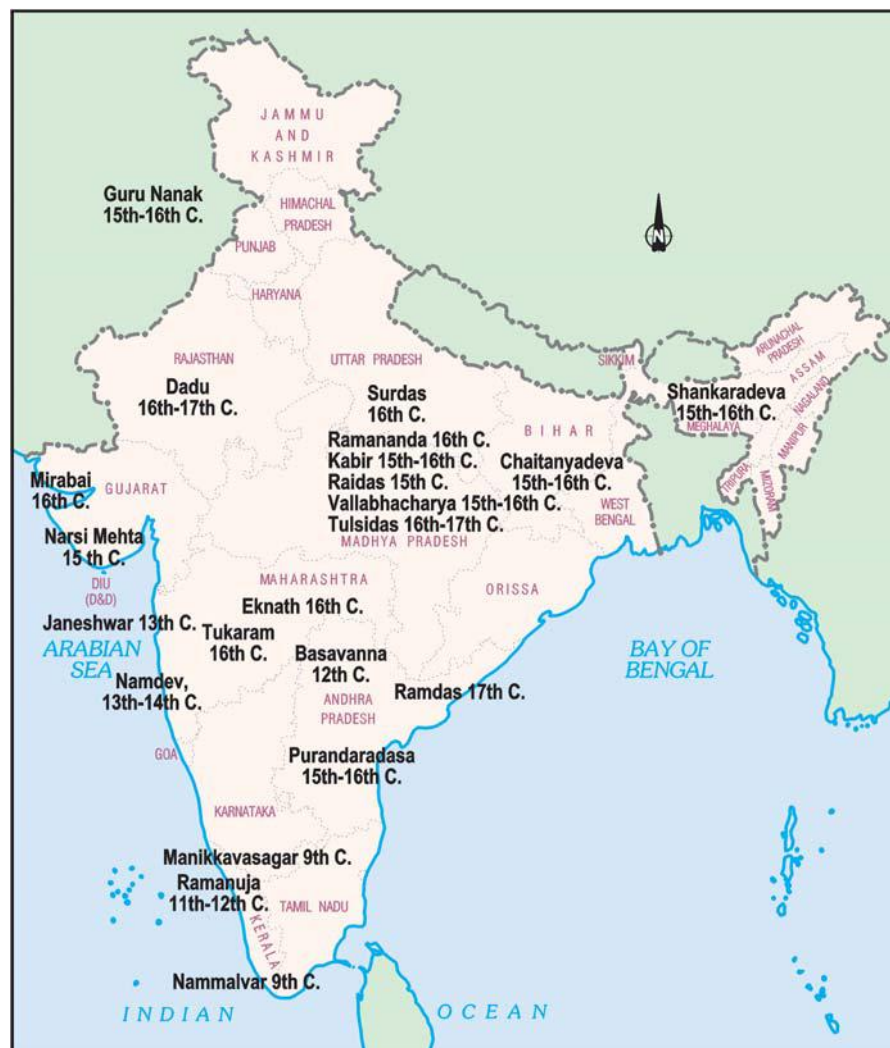 JAMMU
AND
KASHMIR
Guru Nanak
15th-16th C.
HIMACHAL
PRADESH
PUNJAB
N
HARYANA
ARUNACHAL
PRADESH
RAJASTHAN
UTTAR PRADESH
SIKKIM
ASSAM
Dadu
16th-17th C.
Surdas
16th C.
Shankaradeva
15th-16th C.
NAGALAND
MEGHALAYA
MANIPUR
BIHAR
Ramananda 16th C.
Kabir 15th-16th C.
Raidas 15th C.
Vallabhacharya 15th-16th C.
Tulsidas 16th-17th C.
Chaitanyadeva
15th-16th C.
TRIPURA
MIZORAM
Mirabai
16th C.
GUJARAT
WEST
BENGAL
Narsi Mehta
15 th C.
MADHYA PRADESH
DIU
(D&D)
MAHARASHTRA
ORISSA
Eknath 16th C.
Janeshwar 13th C.
Tukaram
16th C.
ARABIAN
SEA
Basavanna
12th C.
BAY OF
BENGAL
Namdev,
13th-14th C.
Ramdas 17th C.
ANDHRA
PRADESH
GOA
Purandaradasa
15th-16th C.
KARNATAKA
Manikkavasagar 9th C.
Ramanuja
11th-12th C.
TAMIL NADU
KERALA
Nammalvar 9th C.
INDIAN OCEAN